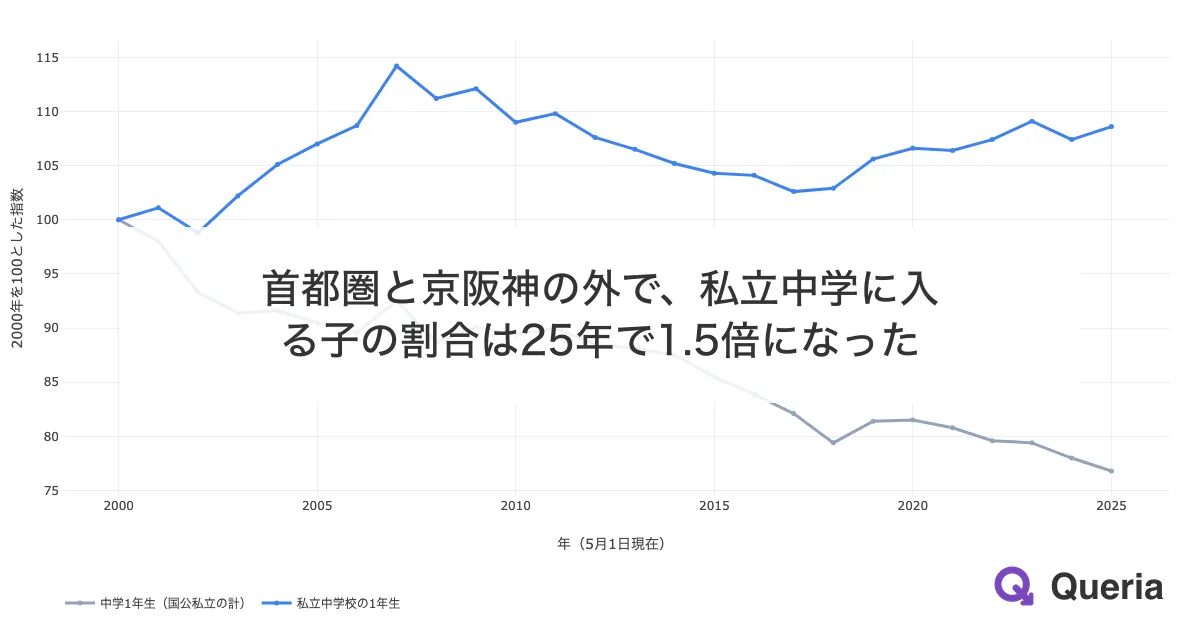 115
110
105
100
95
90
85
80
75
2000年を100とした指数
首都圏と京阪神の外で、私立中学に入
る子の割合は25年で1.5倍になった
2000 2005 2010 2015 2020 2025
年（5月1日現在）
中学1年生（国公私立の計） 私立中学校の1年生
Queria